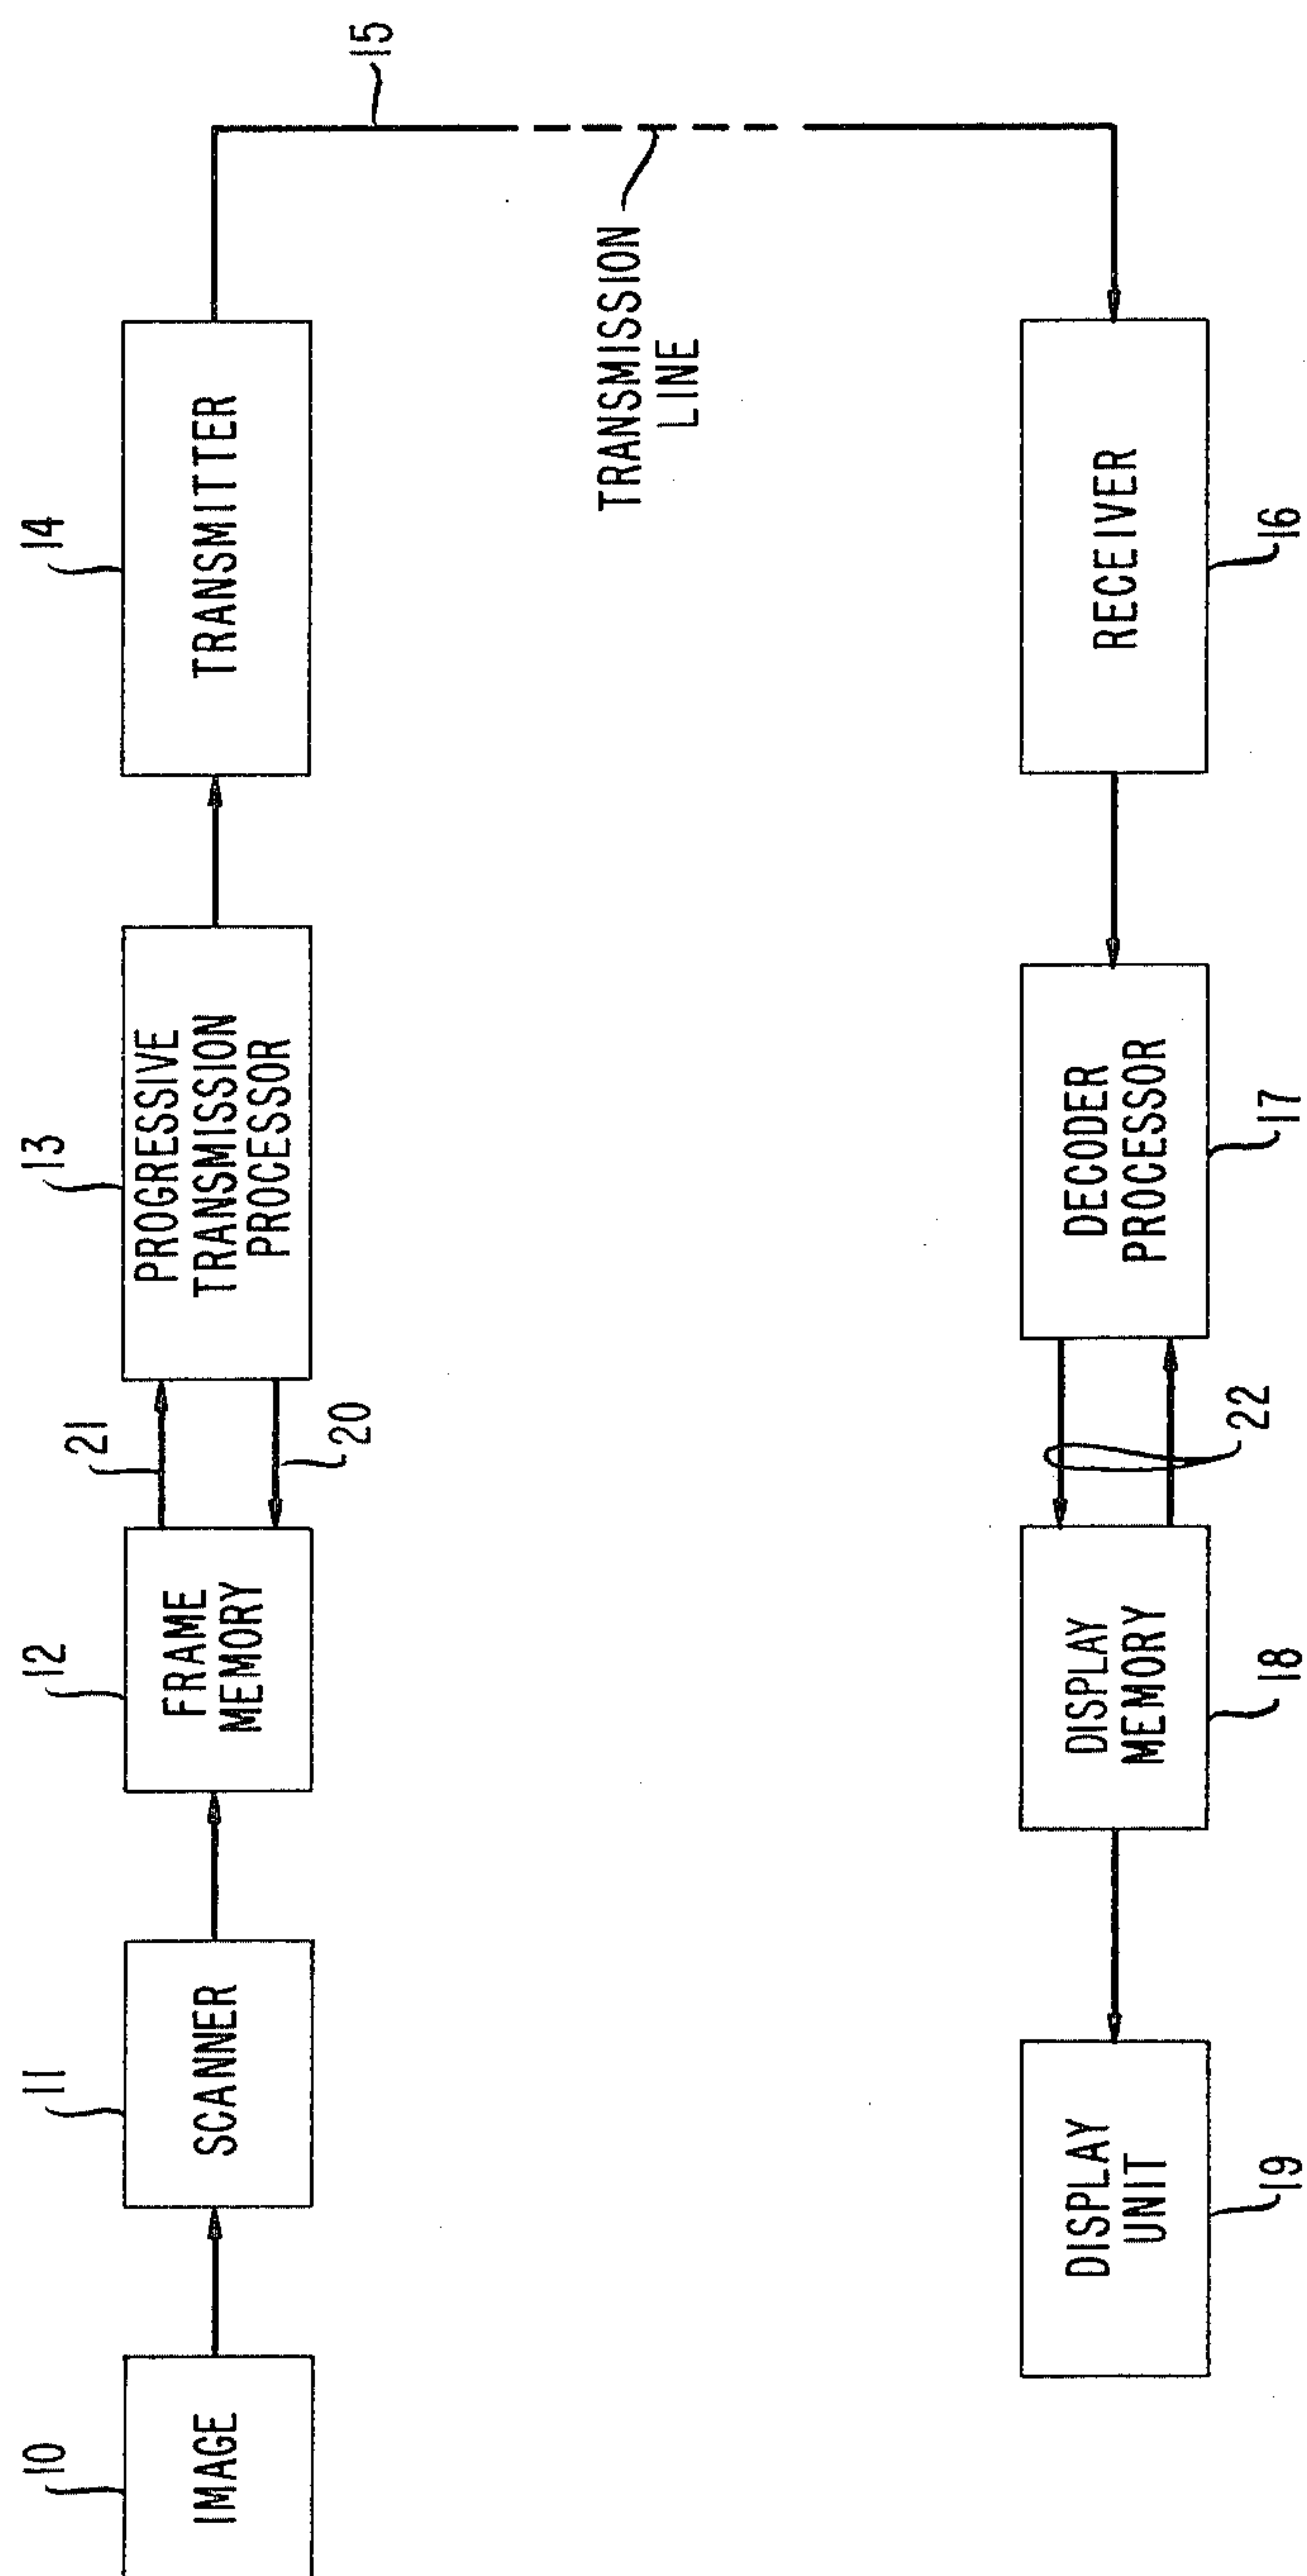 10
IMAGE
11
SCANNER
12
FRAME
MEMORY
21
20
13
PROGRESSIVE
TRANSMISSION
PROCESSOR
14
TRANSMITTER
15
TRANSMISSION
LINE
RECEIVER
16
DECODER
PROCESSOR
17
22
DISPLAY
MEMORY
18
DISPLAY
UNIT
19